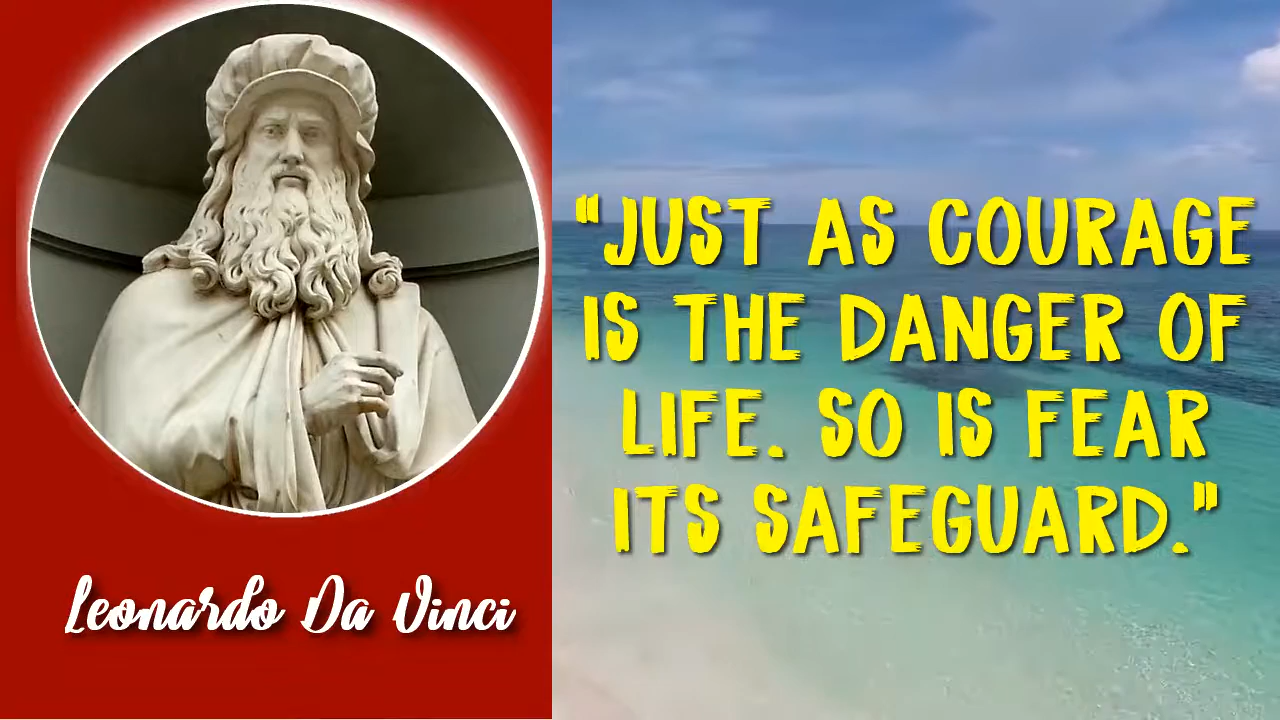 Leonardo Da Vinci
"JUST AS COURAGE
IS THE DANGER OF
LIFE. SO IS FEAR
ITS SAFEGUARD."